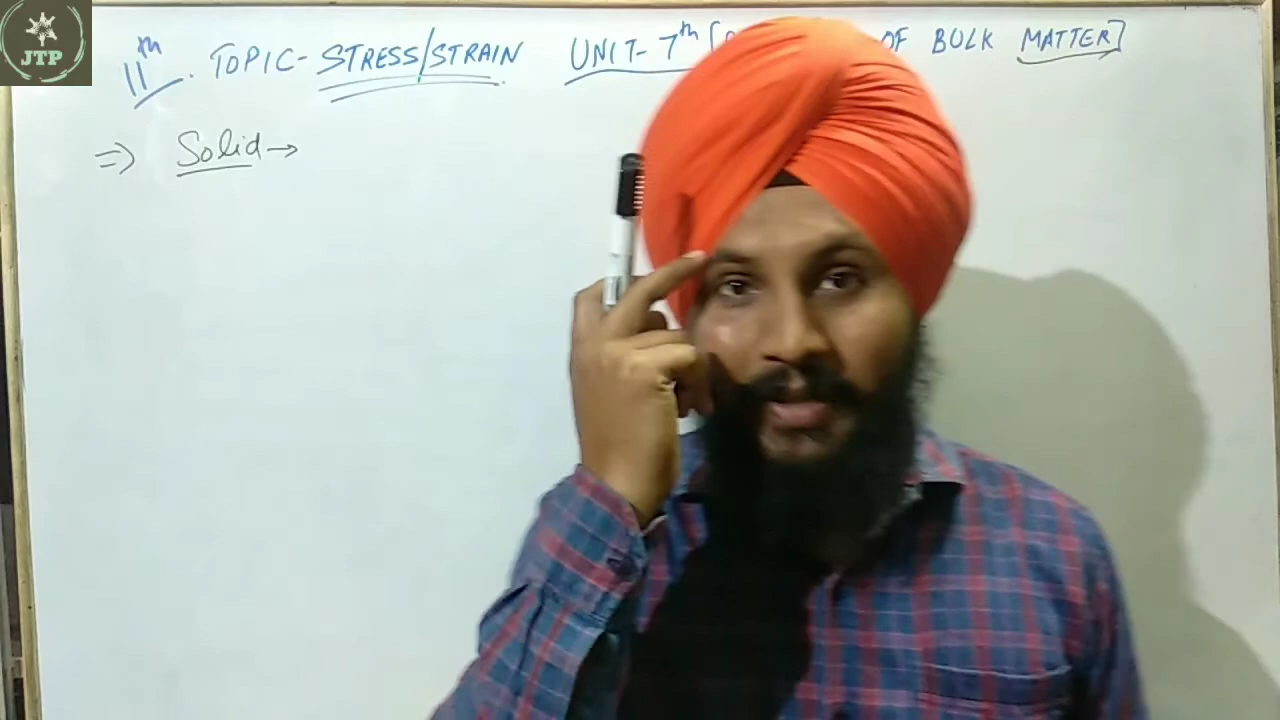 JTP
11th. TOPIC- STRESS/STRAIN UNIT- 7th [ OF BULK MATTER]
=> Solid →